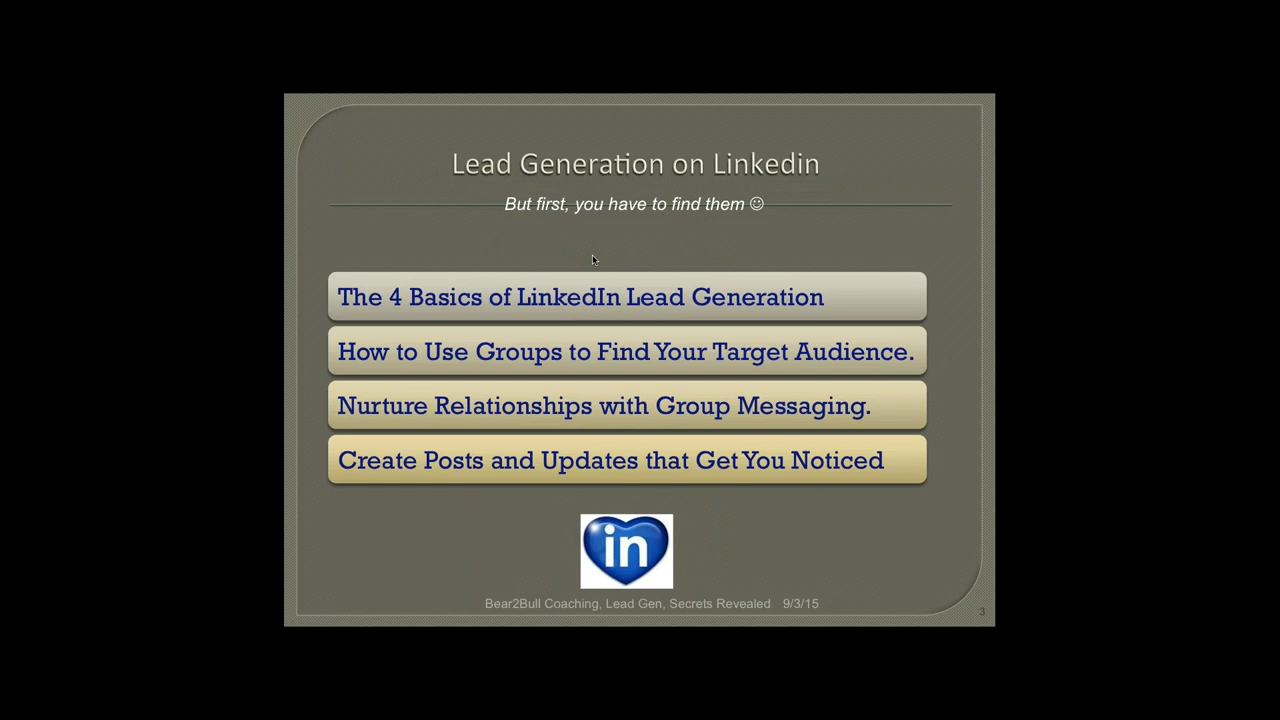 Lead Generation on Linkedin
But first, you have to find them ☺
The 4 Basics of LinkedIn Lead Generation
How to Use Groups to Find Your Target Audience.
Nurture Relationships with Group Messaging.
Create Posts and Updates that Get You Noticed
in
Bear2Bull Coaching, Lead Gen, Secrets Revealed 9/3/15
3